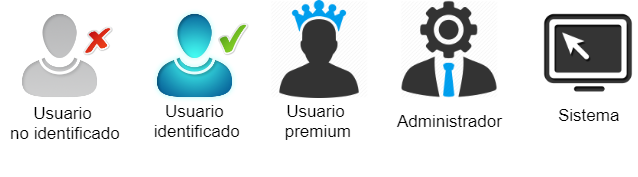 Usuario
no identificado
Usuario
identificado
Usuario
premium
Administrador
Sistema